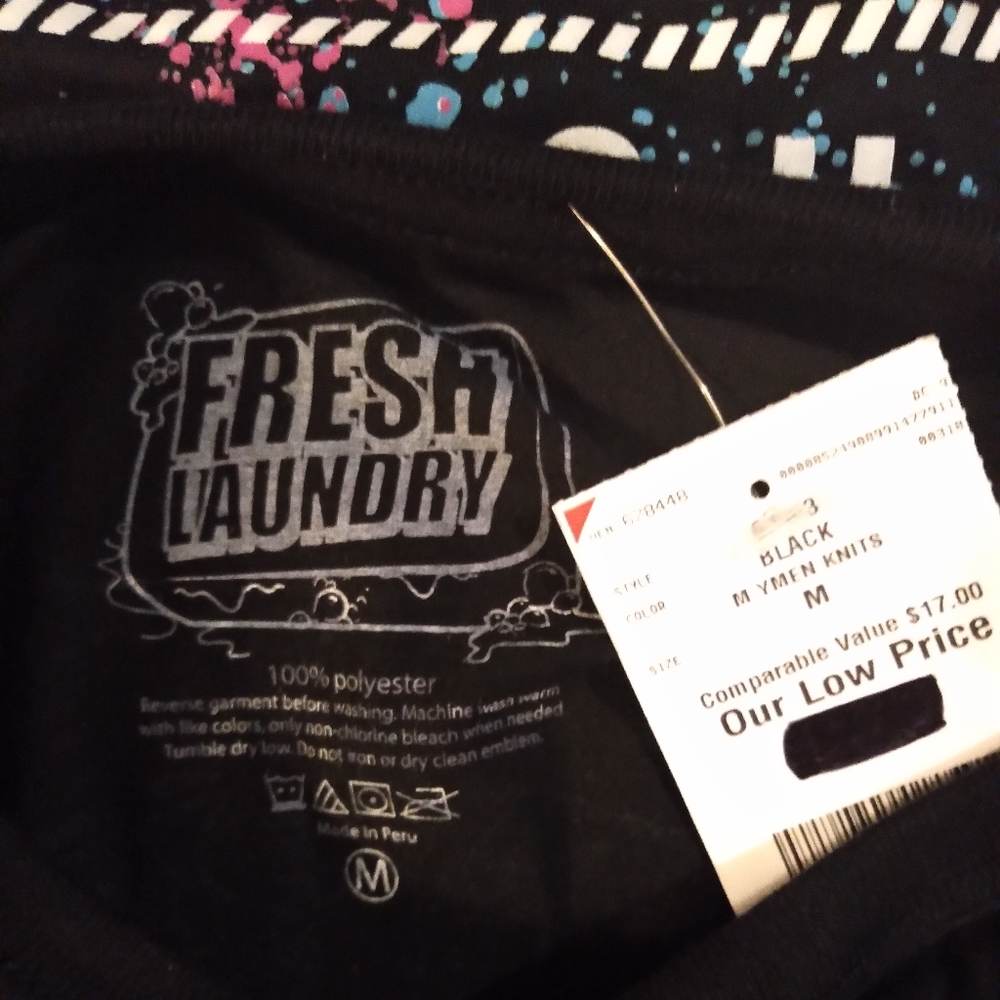 FRESH
LAUNDRY
100% polyester
Reverse garment before washing. Machine wash warm
with like colors, only non-chlorine bleach when needed
Tumble dry low. Do not iron or dry clean emblem.
Made in Peru
M
678448
3
STYLE
BLACK
COLOR
M YMEN KNITS
M
SIZE
Comparable Value $17.00
Our Low Price